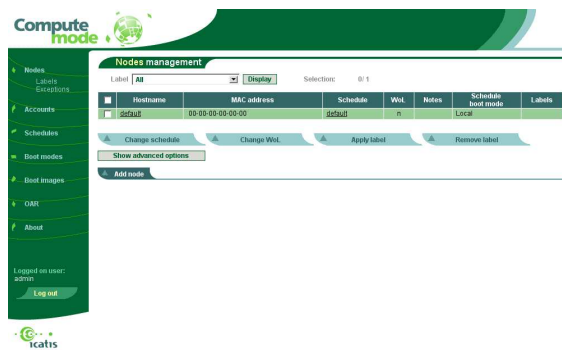 Compute
mode
Nodes
Labels
Exceptions
Accounts
Schedules
Boot modes
Boot images
OAR
About
Logged on user:
admin
Log out
icatis
Nodes management
Label All Display Selection: 0/ 1
Hostname MAC address Schedule WoL Notes Schedule boot mode Labels
default 00-00-00-00-00-00 default n Local
Change schedule Change WoL Apply label Remove label
Show advanced options
Add node